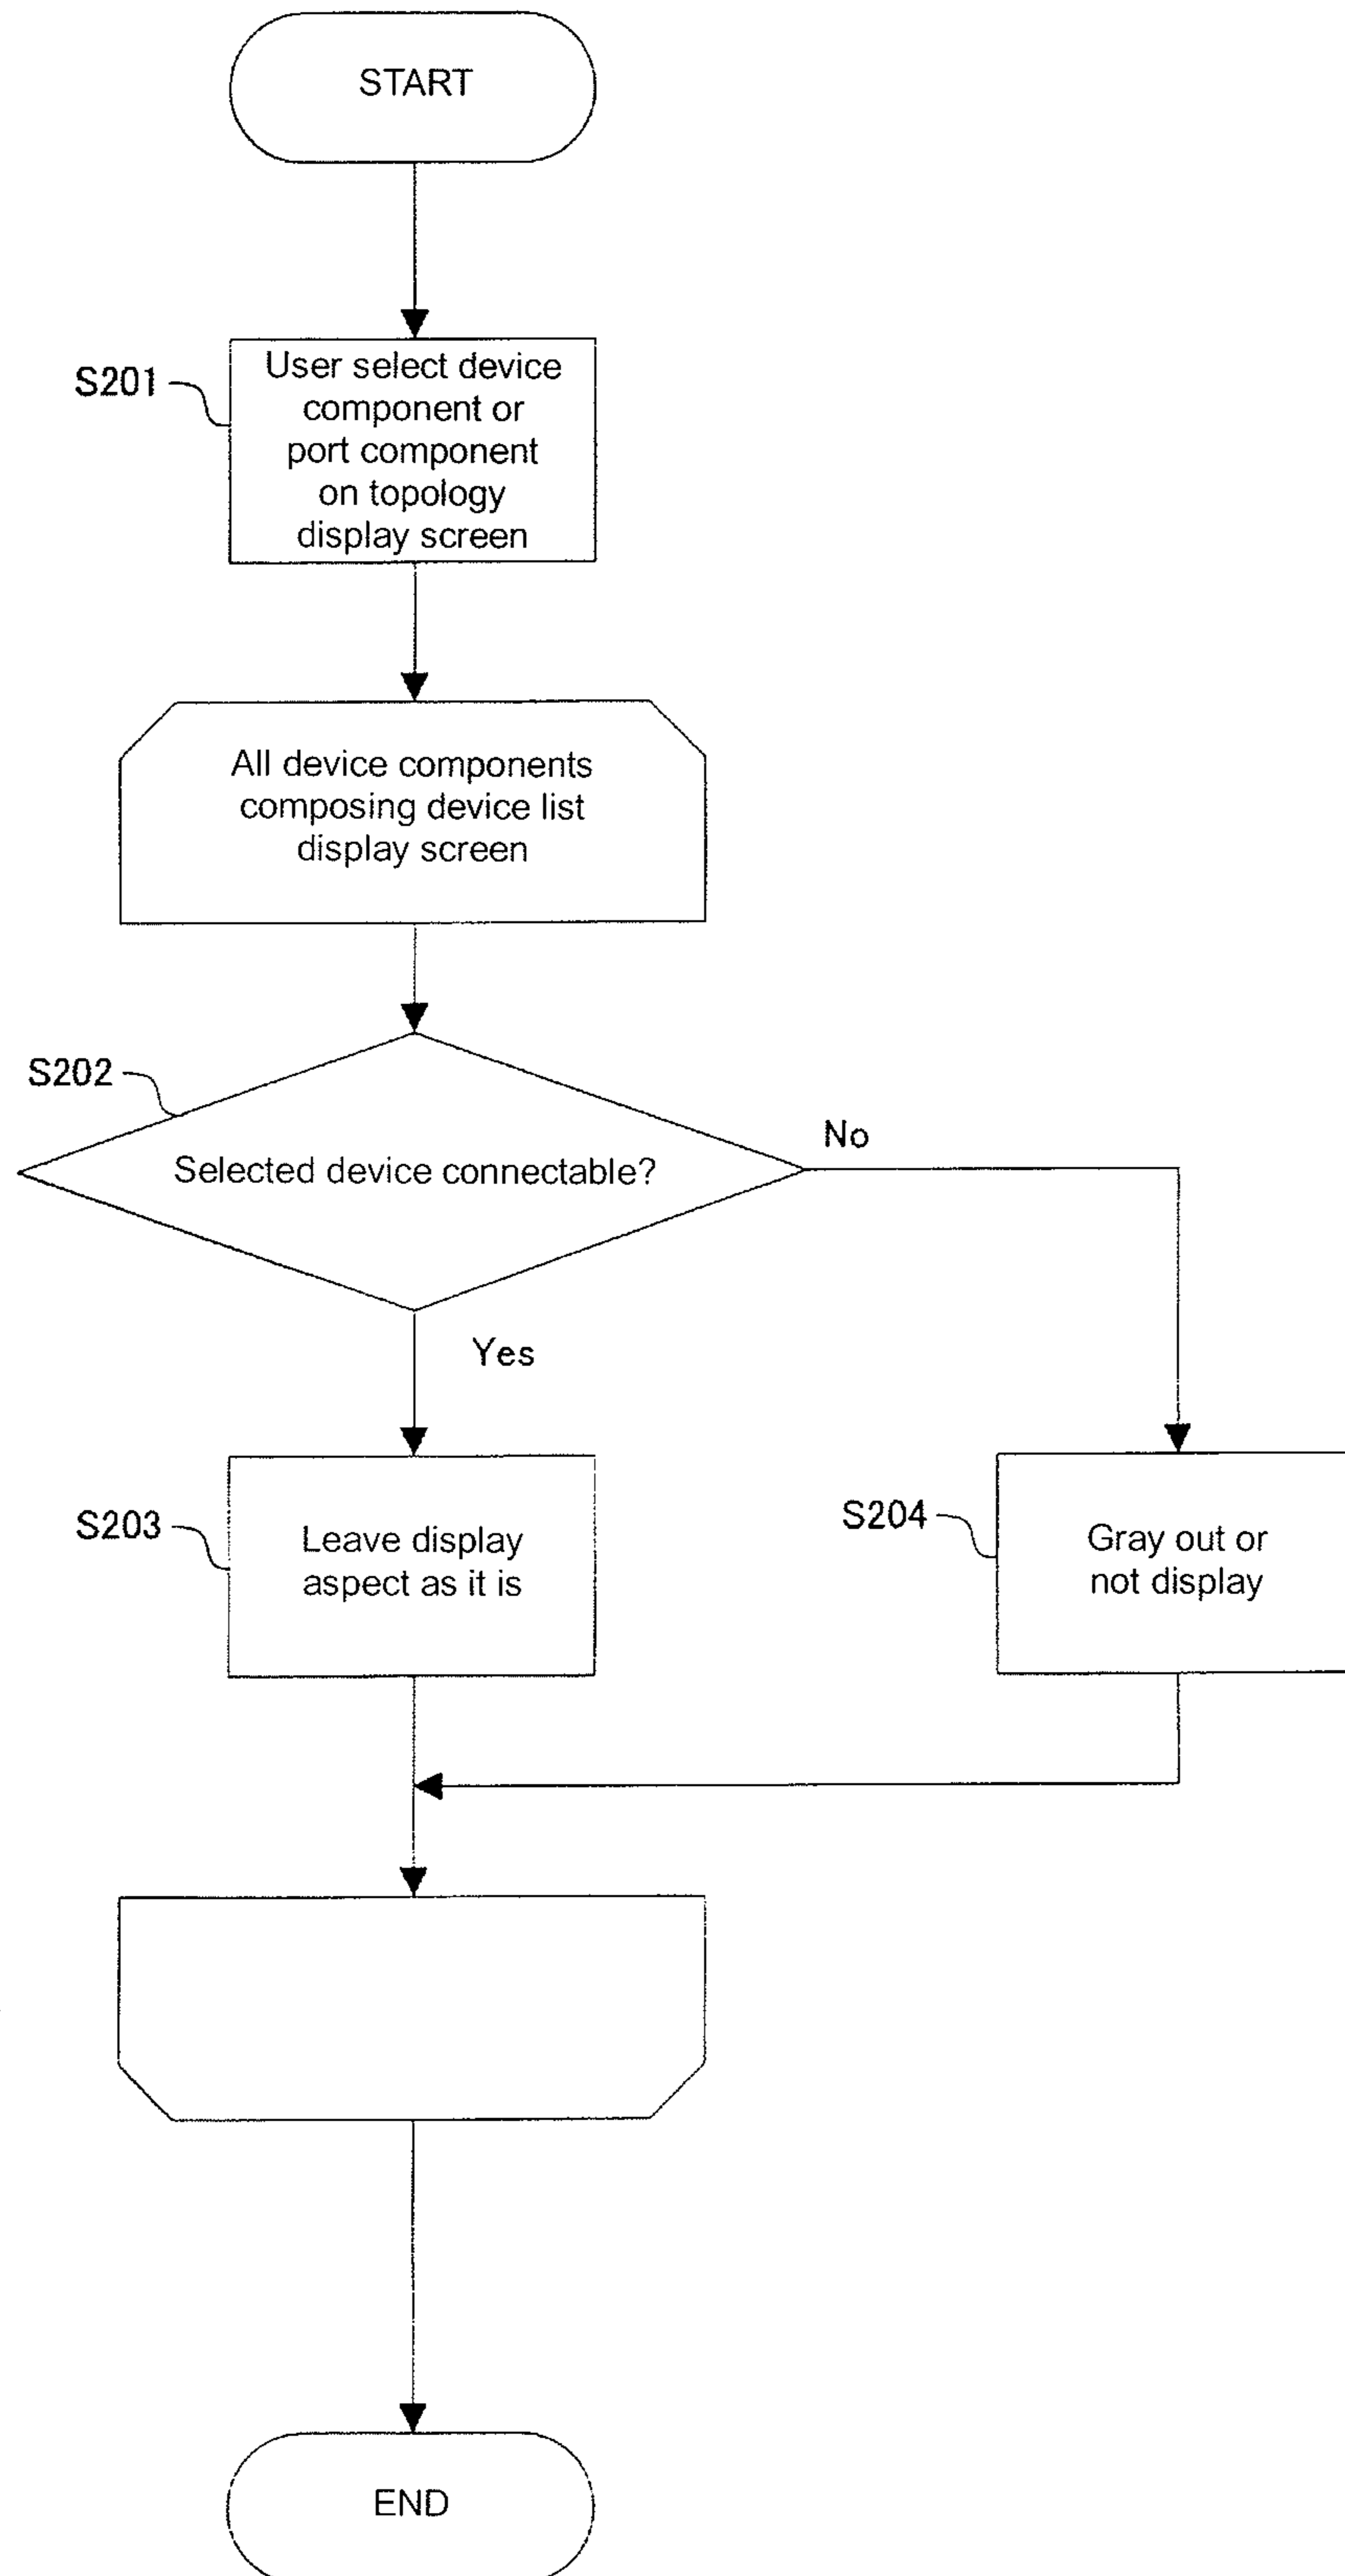 START
S201
User select device
component or
port component
on topology
display screen
All device components
composing device list
display screen
S202
Selected device connectable?
No
Yes
S203
Leave display
aspect as it is
S204
Gray out or
not display
END